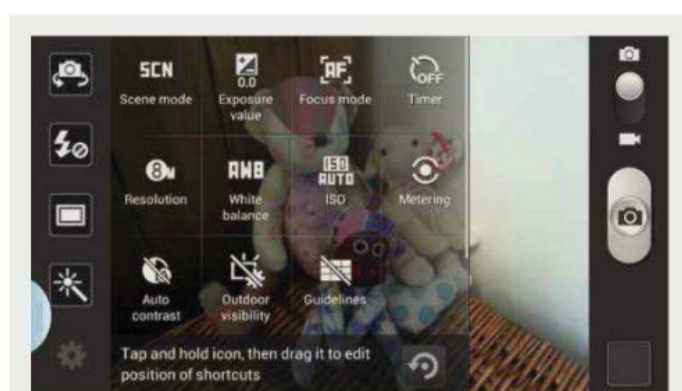 SCN
Scene mode
0.0
Exposure
value
AF
Focus mode
OFF
Timer
8M
Resolution
AWB
White
balance
ISO
AUTO
ISO
Metering
Auto
contrast
Outdoor
visibility
Guidelines
Tap and hold icon, then drag it to edit
position of shortcuts